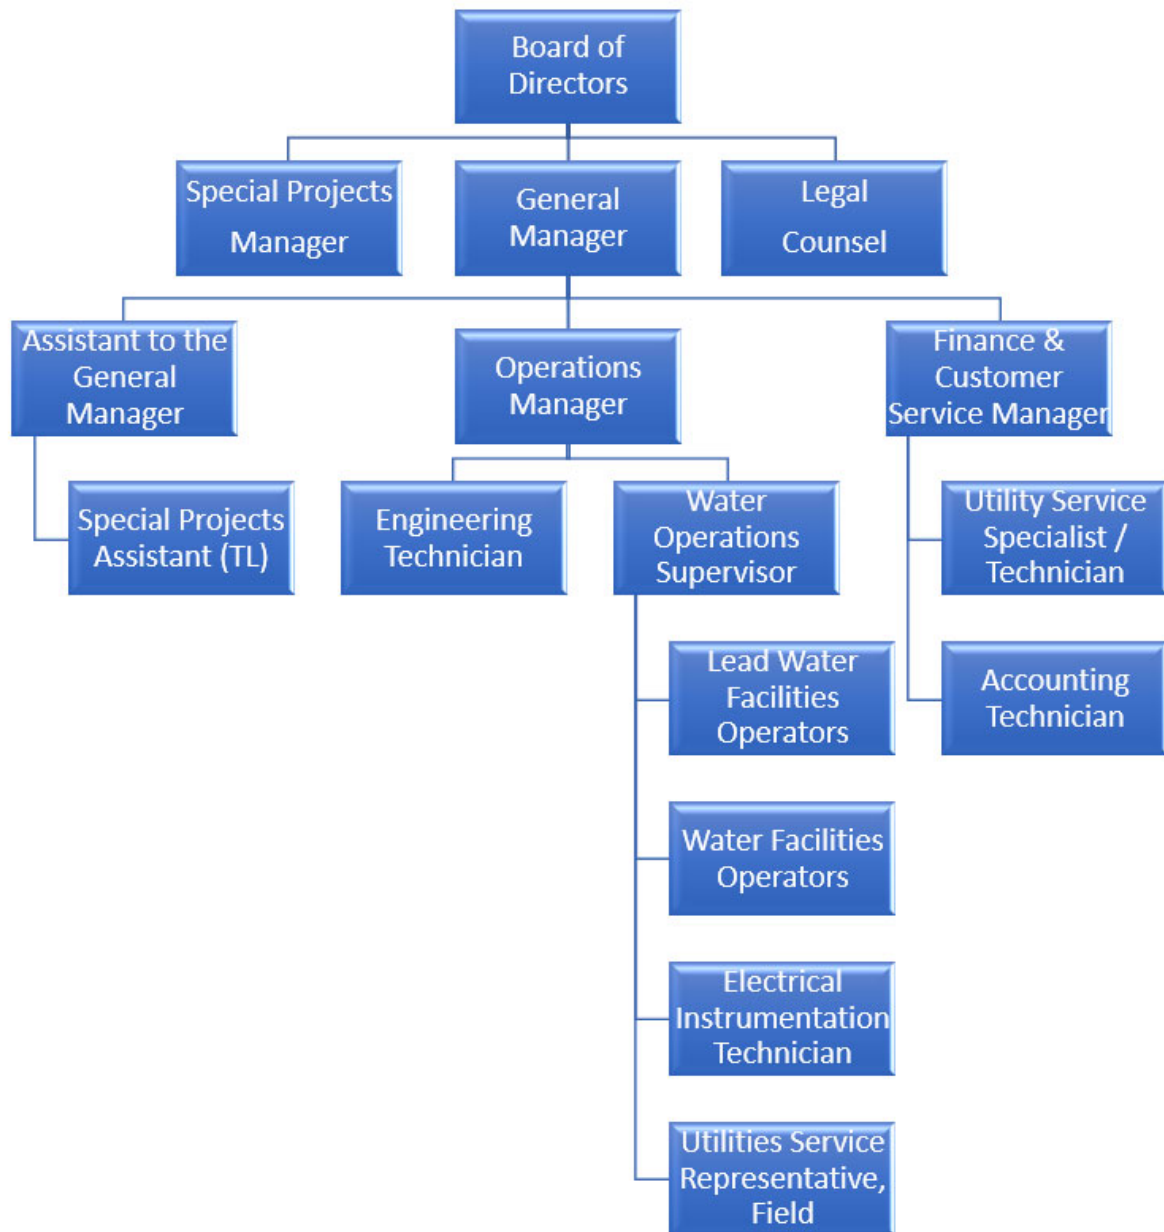 Board of
Directors
Special Projects
Manager
General
Manager
Legal
Counsel
Assistant to the
General
Manager
Operations
Manager
Finance &
Customer
Service Manager
Special Projects
Assistant (TL)
Engineering
Technician
Water
Operations
Supervisor
Utility Service
Specialist /
Technician
Lead Water
Facilities
Operators
Accounting
Technician
Water Facilities
Operators
Electrical
Instrumentation
Technician
Utilities Service
Representative,
Field